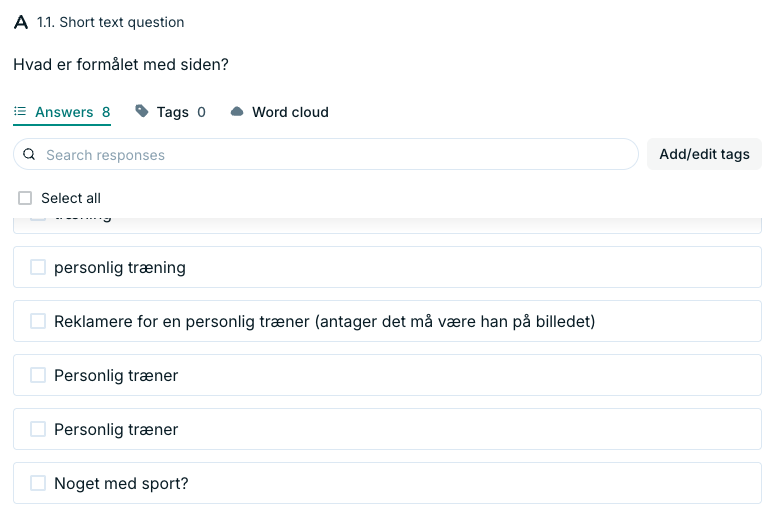 1.1. Short text question
Hvad er formålet med siden?
Answers 8
Tags 0
Word cloud
Search responses
Add/edit tags
Select all
træning
personlig træning
Reklamere for en personlig træner (antager det må være han på billedet)
Personlig træner
Personlig træner
Noget med sport?